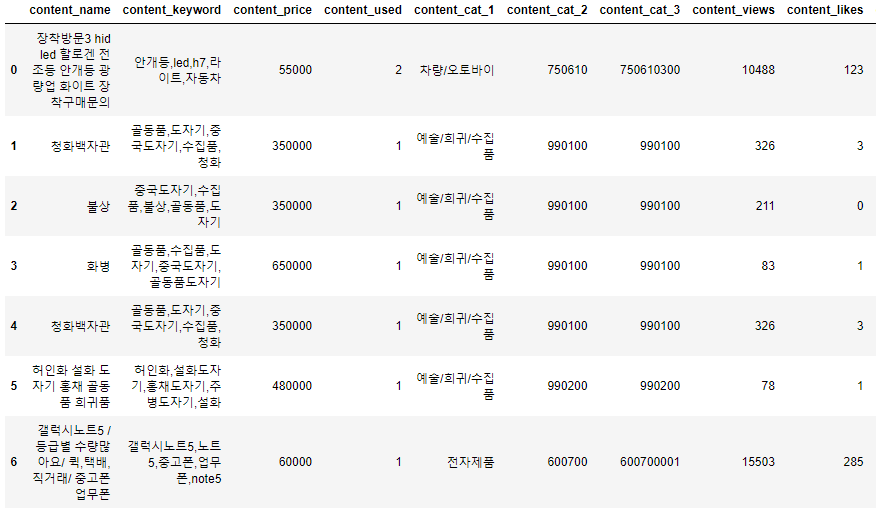 content_name content_keyword content_price content_used content_cat_1 content_cat_2 content_cat_3 content_views content_likes
장착방문3 hid
led 할로겐 전
조등 안개등 광
량업 화이트 장
착구매문의
안개등,led,h7,라
이트,자동차
0 55000 2 차량/오토바이 750610 750610300 10488 123
골동품,도자기,중
국도자기,수집품,
청화
1 청화백자관 350000 1 예술/희귀/수집
품 990100 990100 326 3
중국도자기,수집
품,불상,골동품,도
자기
2 불상 350000 1 예술/희귀/수집
품 990100 990100 211 0
골동품,수집품,도
자기,중국도자기,
골동품도자기
3 화병 650000 1 예술/희귀/수집
품 990100 990100 83 1
골동품,도자기,중
국도자기,수집품,
청화
4 청화백자관 350000 1 예술/희귀/수집
품 990100 990100 326 3
허인화 설화 도
자기 홍채 골동
품 희귀품
허인화,설화도자
기,홍채도자기,주
병도자기,설화
5 480000 1 예술/희귀/수집
품 990200 990200 78 1
갤럭시노트5 /
등급별 수량많
아요/ 퀵,택배,
직거래/ 중고폰
업무폰
갤럭시노트5,노트
5,중고폰,업무
폰,note5
6 60000 1 전자제품 600700 600700001 15503 285